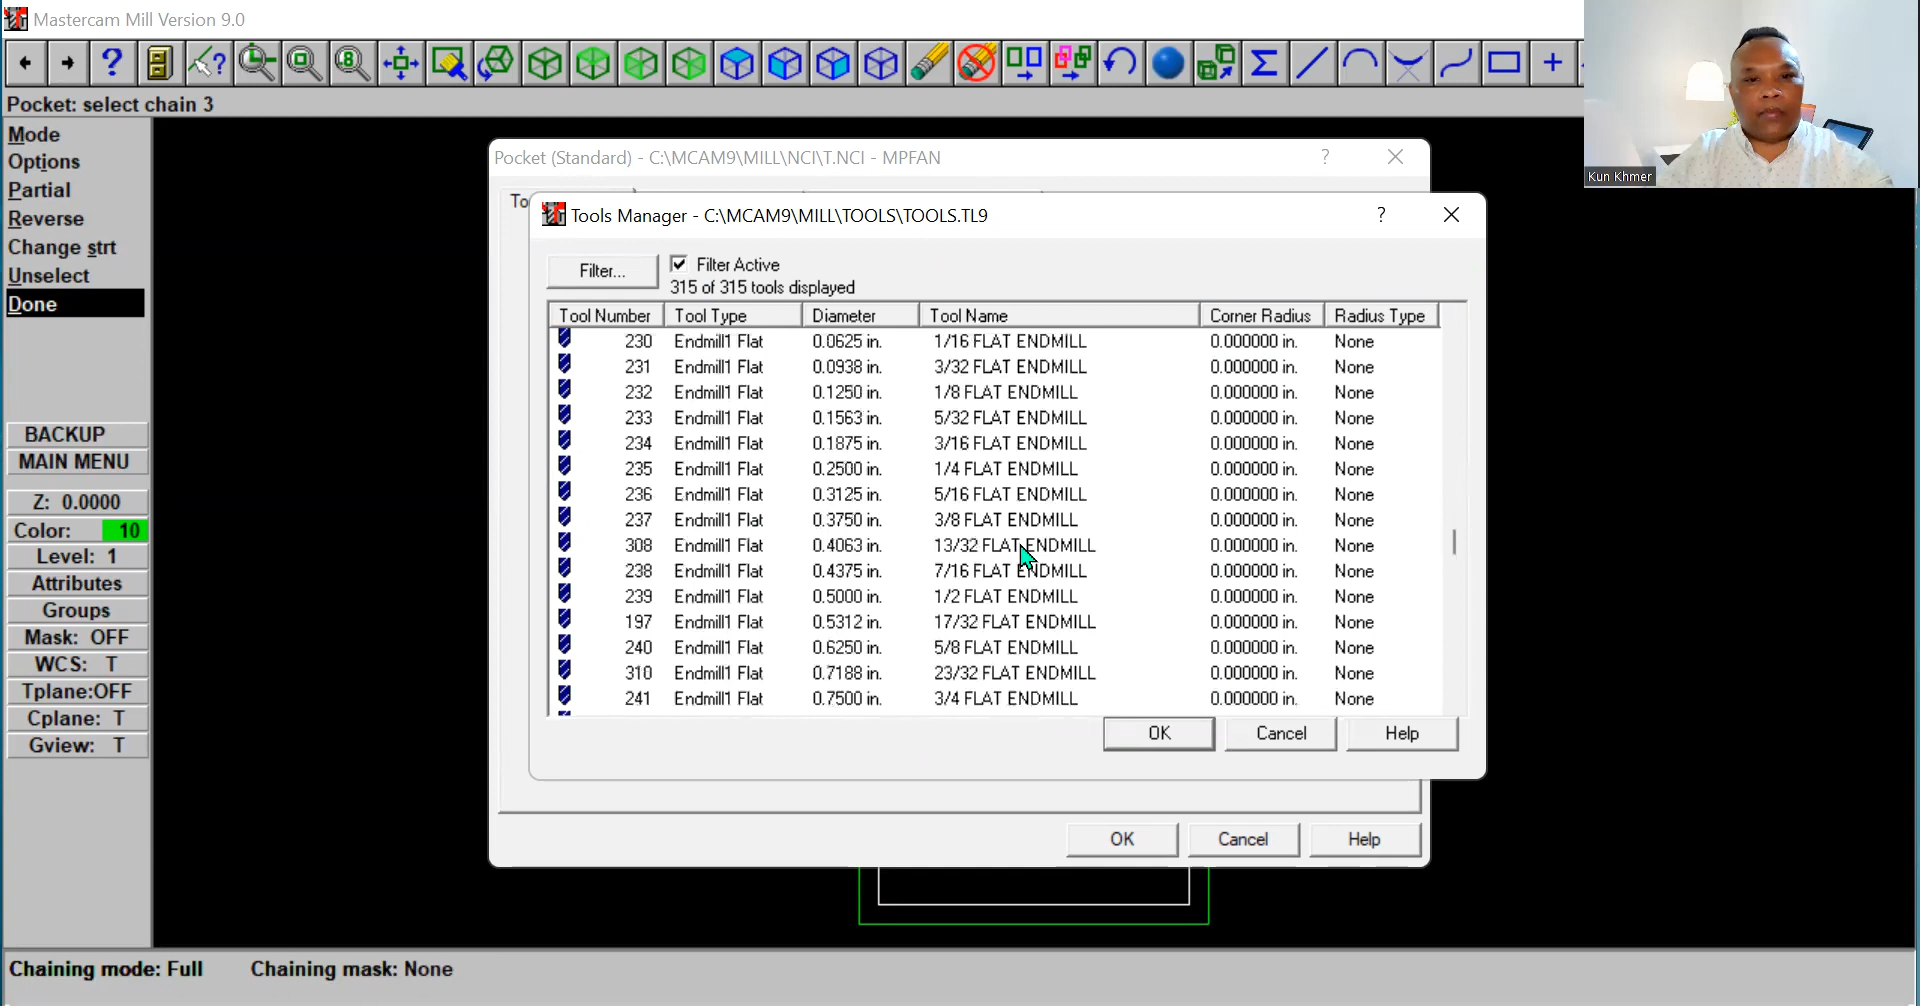 Mastercam Mill Version 9.0
Kun Khmer
Pocket: select chain 3
Mode
Options
Partial
Reverse
Change strt
Unselect
Done
BACKUP
MAIN MENU
Z: 0.0000
Color: 10
Level: 1
Attributes
Groups
Mask: OFF
WCS: T
Tplane:OFF
Cplane: T
Gview: T
Pocket (Standard) - C:\MCAM9\MILL\NCI\T.NCI - MPFAN
Tools Manager - C:\MCAM9\MILL\TOOLS\TOOLS.TL9
Filter...
Filter Active
315 of 315 tools displayed
Tool Number Tool Type Diameter Tool Name Corner Radius Radius Type
230 Endmill1 Flat 0.0625 in. 1/16 FLAT ENDMILL 0.000000 in. None
231 Endmill1 Flat 0.0938 in. 3/32 FLAT ENDMILL 0.000000 in. None
232 Endmill1 Flat 0.1250 in. 1/8 FLAT ENDMILL 0.000000 in. None
233 Endmill1 Flat 0.1563 in. 5/32 FLAT ENDMILL 0.000000 in. None
234 Endmill1 Flat 0.1875 in. 3/16 FLAT ENDMILL 0.000000 in. None
235 Endmill1 Flat 0.2500 in. 1/4 FLAT ENDMILL 0.000000 in. None
236 Endmill1 Flat 0.3125 in. 5/16 FLAT ENDMILL 0.000000 in. None
237 Endmill1 Flat 0.3750 in. 3/8 FLAT ENDMILL 0.000000 in. None
308 Endmill1 Flat 0.4063 in. 13/32 FLAT ENDMILL 0.000000 in. None
238 Endmill1 Flat 0.4375 in. 7/16 FLAT ENDMILL 0.000000 in. None
239 Endmill1 Flat 0.5000 in. 1/2 FLAT ENDMILL 0.000000 in. None
197 Endmill1 Flat 0.5312 in. 17/32 FLAT ENDMILL 0.000000 in. None
240 Endmill1 Flat 0.6250 in. 5/8 FLAT ENDMILL 0.000000 in. None
310 Endmill1 Flat 0.7188 in. 23/32 FLAT ENDMILL 0.000000 in. None
241 Endmill1 Flat 0.7500 in. 3/4 FLAT ENDMILL 0.000000 in. None
OK Cancel Help
OK Cancel Help
Chaining mode: Full Chaining mask: None